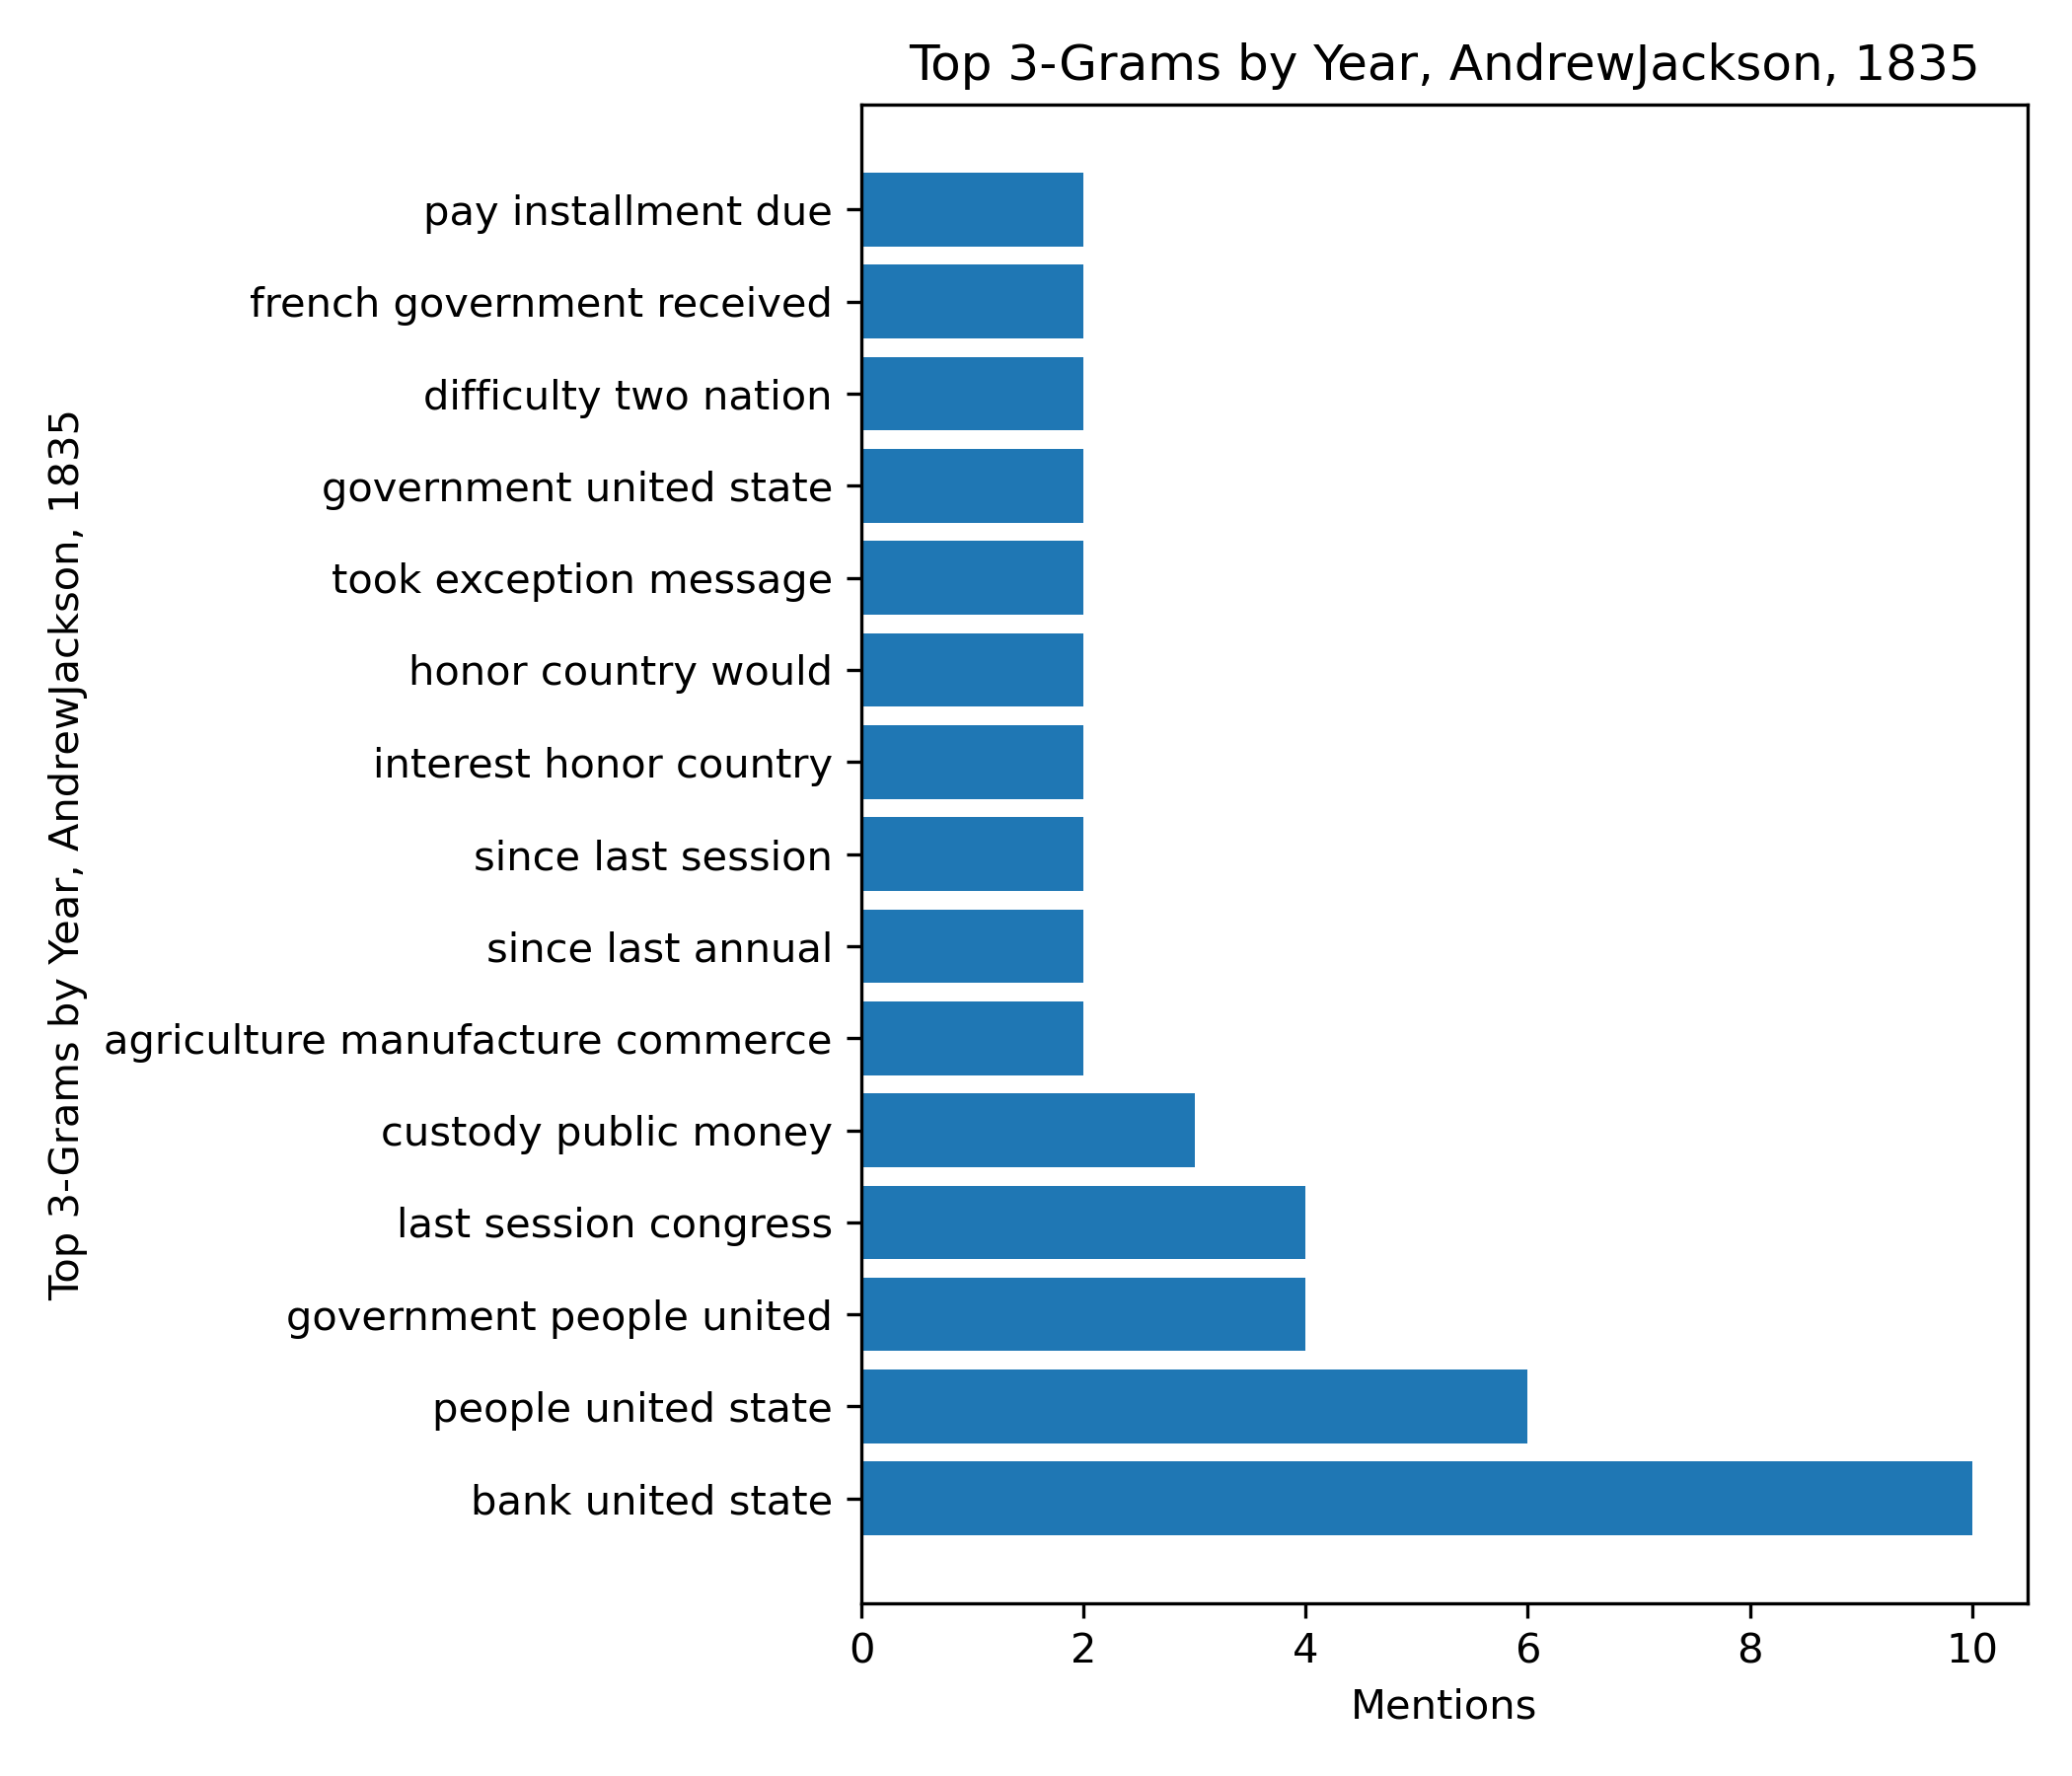 Top 3-Grams by Year, AndrewJackson, 1835
Top 3-Grams by Year, AndrewJackson, 1835
pay installment due
french government received
difficulty two nation
government united state
took exception message
honor country would
interest honor country
since last session
since last annual
agriculture manufacture commerce
custody public money
last session congress
government people united
people united state
bank united state
0 2 4 6 8 10
Mentions